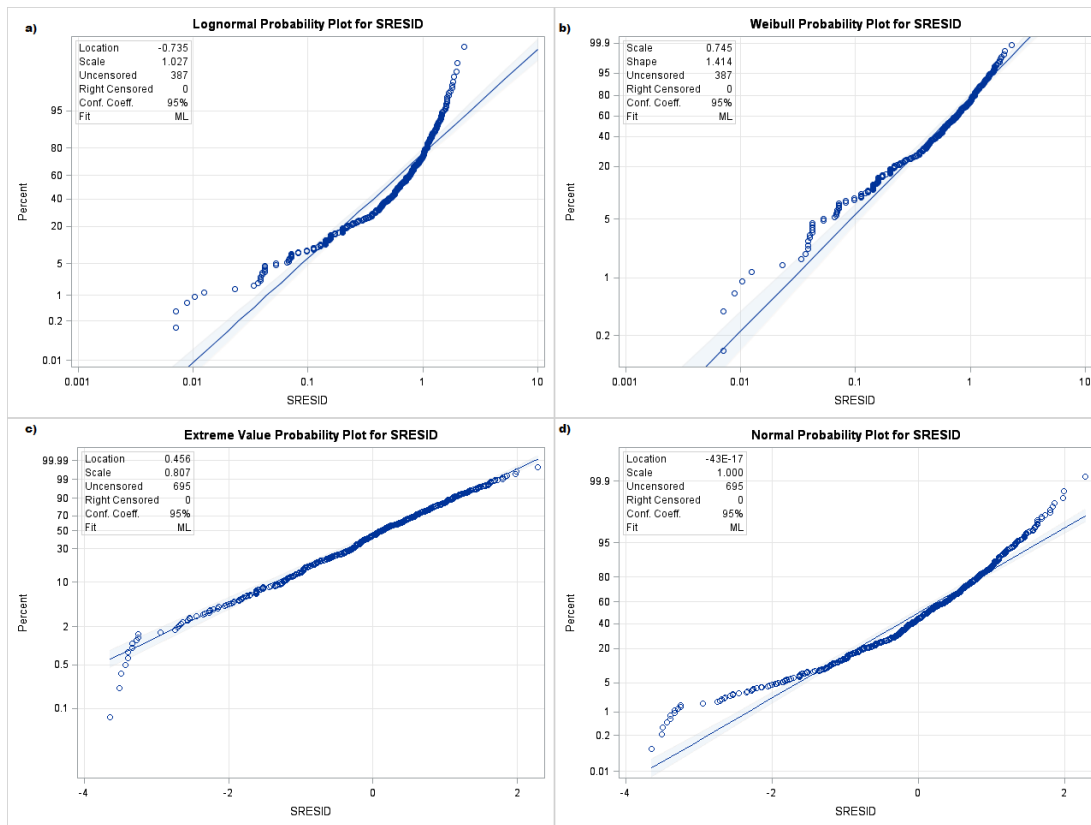 a)
Lognormal Probability Plot for SRESID
Location -0.735
Scale 1.027
Uncensored 387
Right Censored 0
Conf. Coeff. 95%
Fit ML
Percent
95
80
60
40
20
5
1
0.2
0.01
0.001 0.01 0.1 1 10
SRESID
b)
Weibull Probability Plot for SRESID
Scale 0.745
Shape 1.414
Uncensored 387
Right Censored 0
Conf. Coeff. 95%
Fit ML
Percent
99.9
95
80
60
40
20
5
1
0.2
0.001 0.01 0.1 1 10
SRESID
c)
Extreme Value Probability Plot for SRESID
Location 0.456
Scale 0.807
Uncensored 695
Right Censored 0
Conf. Coeff. 95%
Fit ML
Percent
99.99
99
90
70
50
30
10
2
0.5
0.1
-4 -2 0 2
SRESID
d)
Normal Probability Plot for SRESID
Location -43E-17
Scale 1.000
Uncensored 695
Right Censored 0
Conf. Coeff. 95%
Fit ML
Percent
99.9
95
80
60
40
20
5
1
0.2
0.01
-4 -2 0 2
SRESID